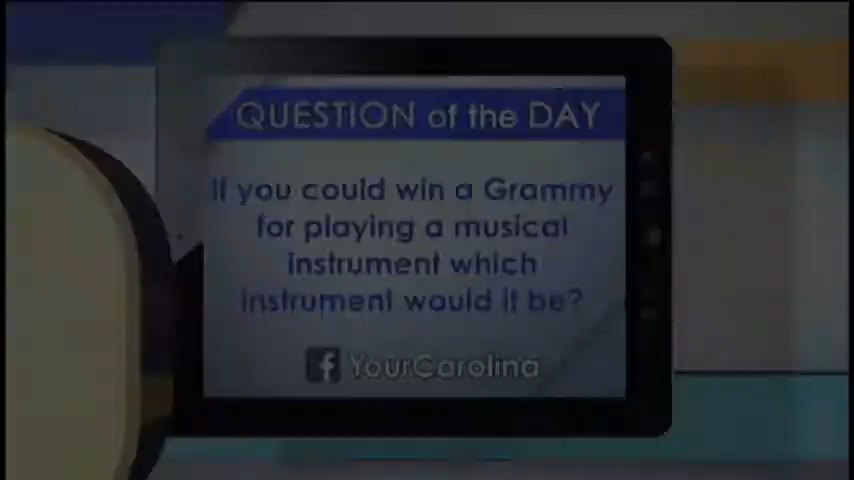 QUESTION of the DAY
If you could win a Grammy
for playing a musical
instrument which
instrument would it be?
f YourCarolina